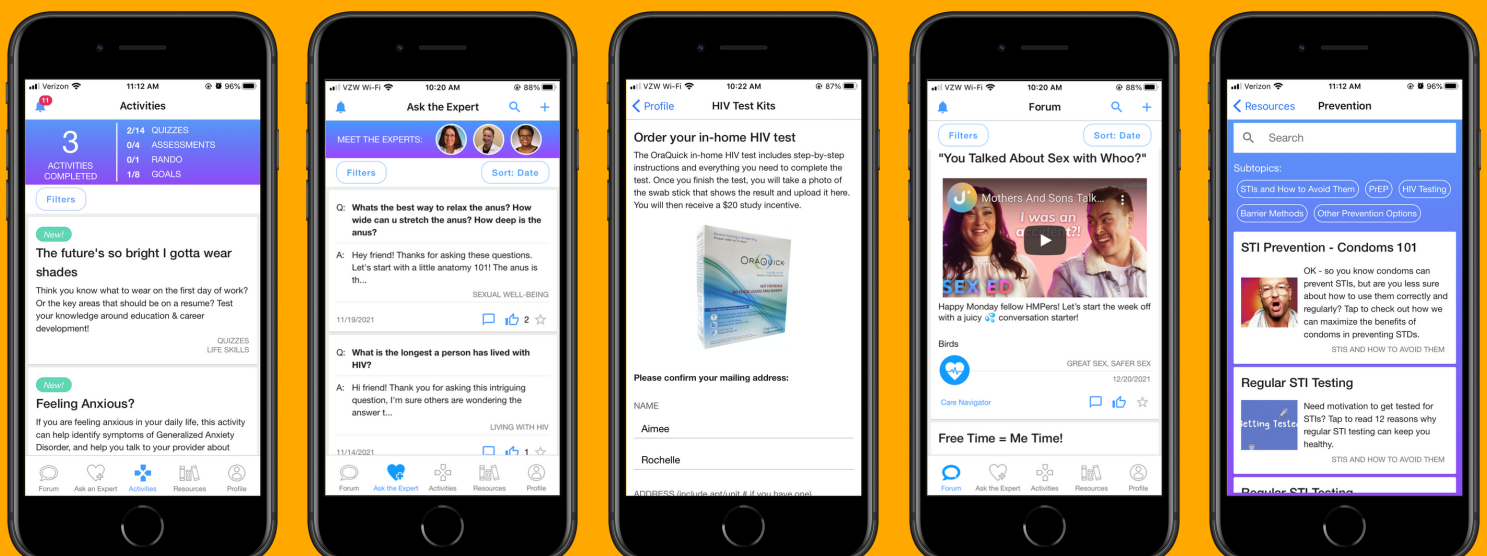 Verizon
11:12 AM
96%
11
Activities
3
ACTIVITIES
COMPLETED
2/14 QUIZZES
0/4 ASSESSMENTS
0/1 RANDO
1/8 GOALS
Filters
New!
The future's so bright I gotta wear
shades
Think you know what to wear on the first day of work?
Or the key areas that should be on a resume? Test
your knowledge around education & career
development!
QUIZZES
LIFE SKILLS
New!
Feeling Anxious?
If you are feeling anxious in your daily life, this activity
can help identify symptoms of Generalized Anxiety
Disorder, and help you talk to your provider about
Forum
Ask an Expert
Activities
Resources
Profile
VZW Wi-Fi
10:20 AM
88%
Ask the Expert
MEET THE EXPERTS:
Filters
Sort: Date
Q: Whats the best way to relax the anus? How
wide can u stretch the anus? How deep is the
anus?
A: Hey friend! Thanks for asking these questions.
Let's start with a little anatomy 101! The anus is
th...
SEXUAL WELL-BEING
11/19/2021
2
Q: What is the longest a person has lived with
HIV?
A: Hi friend! Thank you for asking this intriguing
question, I'm sure others are wondering the
answer t...
LIVING WITH HIV
11/14/2021
1
Forum
Ask the Expert
Activities
Resources
Profile
VZW Wi-Fi
10:22 AM
87%
Profile
HIV Test Kits
Order your in-home HIV test
The OraQuick in-home HIV test includes step-by-step
instructions and everything you need to complete the
test. Once you finish the test, you will take a photo of
the swab stick that shows the result and upload it here.
You will then receive a $20 study incentive.
ORAQUICK
Please confirm your mailing address:
NAME
Aimee
Rochelle
ADDRESS (include apt/unit # if you have one)
VZW Wi-Fi
10:20 AM
88%
Forum
Filters
Sort: Date
"You Talked About Sex with Whoo?"
J
Mothers And Sons Talk...
I was an
accident?!
SEX ED
Happy Monday fellow HMPers! Let's start the week off
with a juicy 💦 conversation starter!
Birds
GREAT SEX, SAFER SEX
12/20/2021
Care Navigator
Free Time = Me Time!
Forum
Ask the Expert
Activities
Resources
Profile
Verizon
11:12 AM
96%
Resources
Prevention
Search
Subtopics:
STIs and How to Avoid Them
PrEP
HIV Testing
Barrier Methods
Other Prevention Options
STI Prevention - Condoms 101
OK - so you know condoms can
prevent STIs, but are you less sure
about how to use them correctly and
regularly? Tap to check out how we
can maximize the benefits of
condoms in preventing STDs.
STIS AND HOW TO AVOID THEM
Regular STI Testing
Getting Teste
Need motivation to get tested for
STIs? Tap to read 12 reasons why
regular STI testing can keep you
healthy.
STIS AND HOW TO AVOID THEM
Regular STI Testing